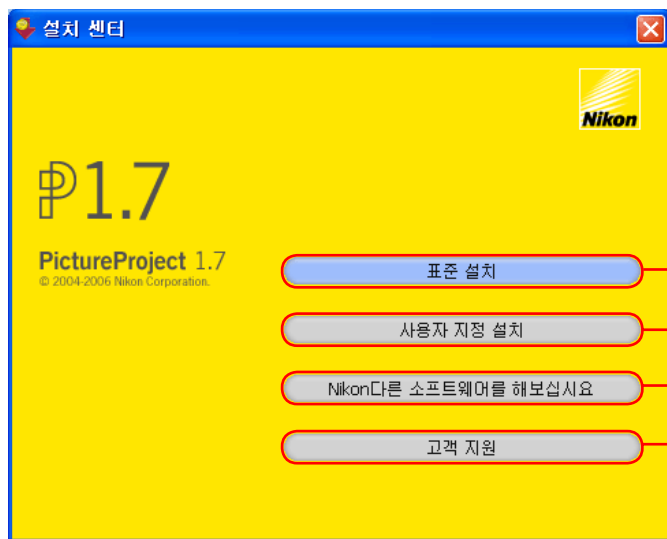 설치 센터
Nikon
P1.7
PictureProject 1.7
© 2004-2006 Nikon Corporation.
표준 설치
사용자 지정 설치
Nikon다른 소프트웨어를 해보십시요
고객 지원